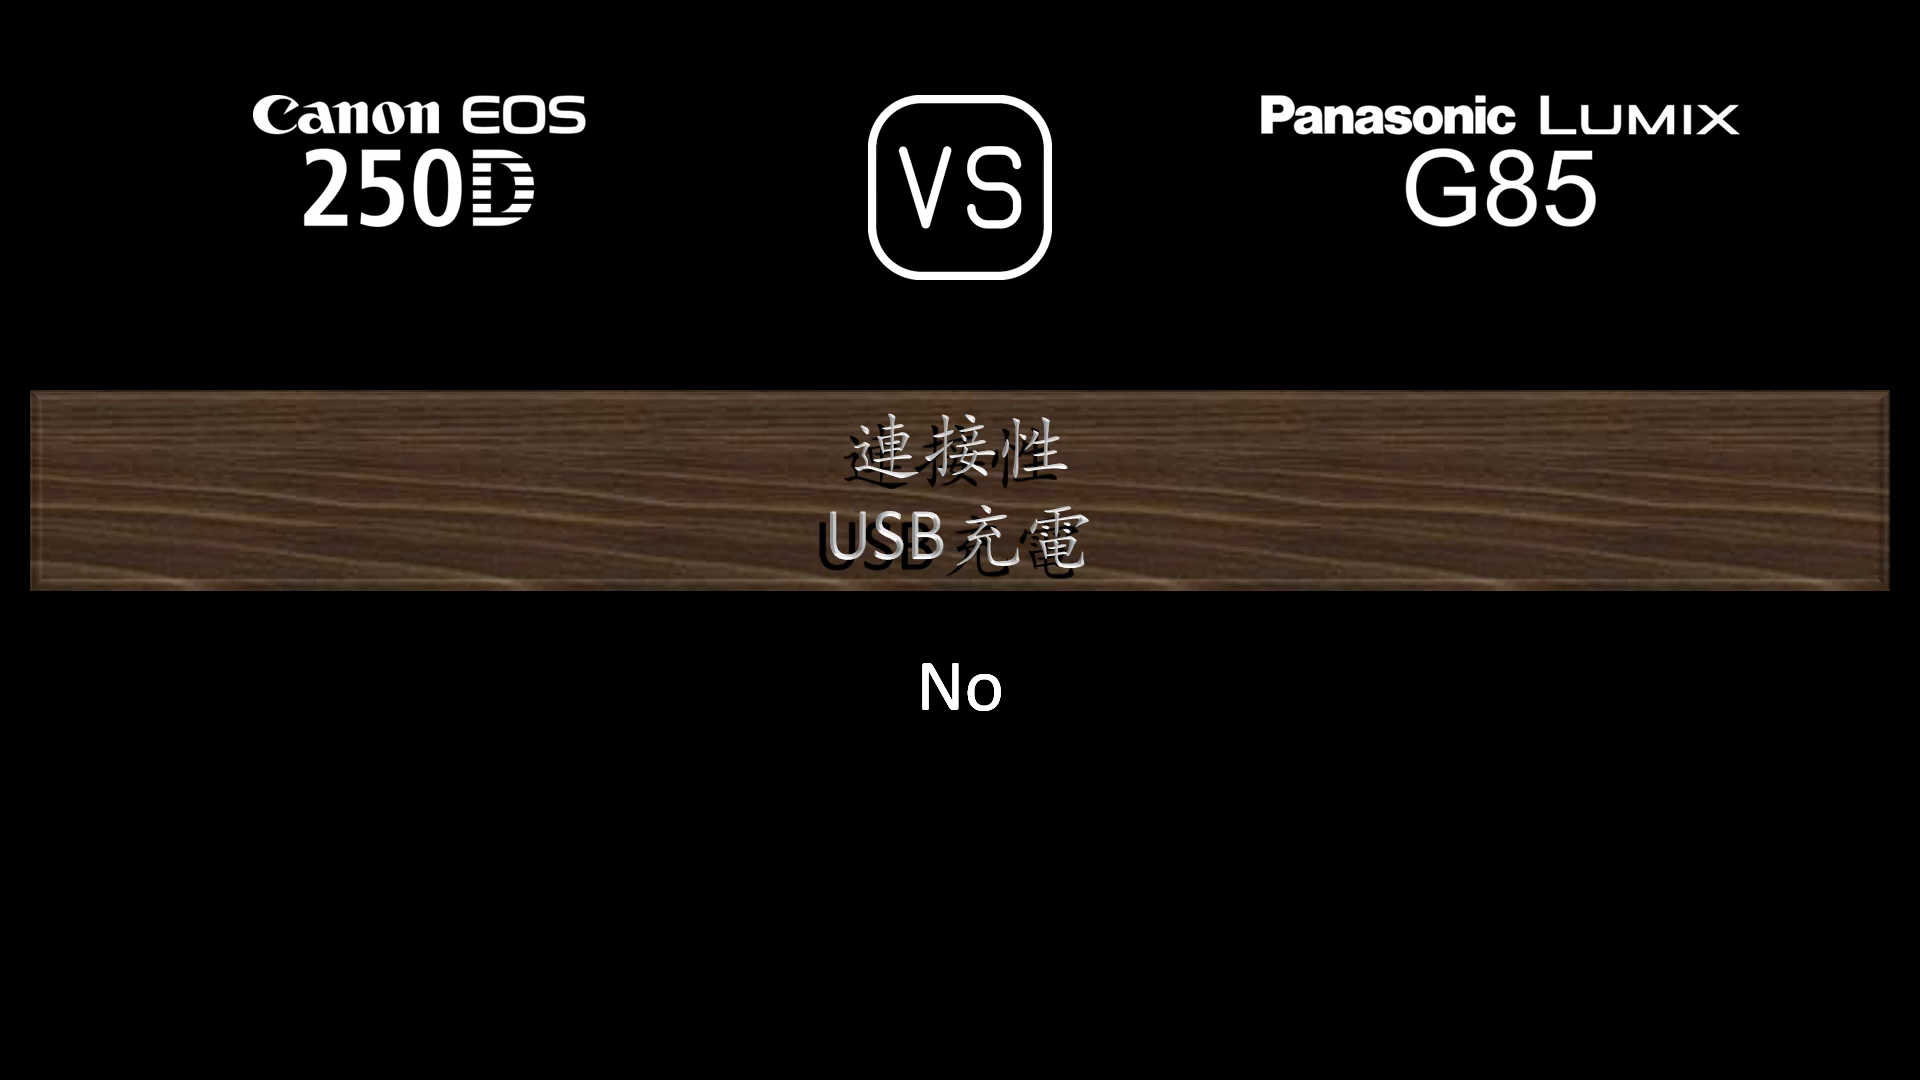 Canon EOS
250D
VS
Panasonic LUMIX
G85
連接性
USB 充電
No